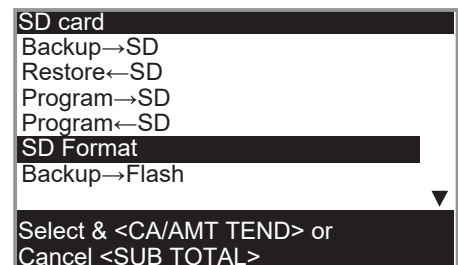 SD card
Backup→SD
Restore←SD
Program→SD
Program←SD
SD Format
Backup→Flash
▼
Select & <CA/AMT TEND> or
Cancel <SUB TOTAL>